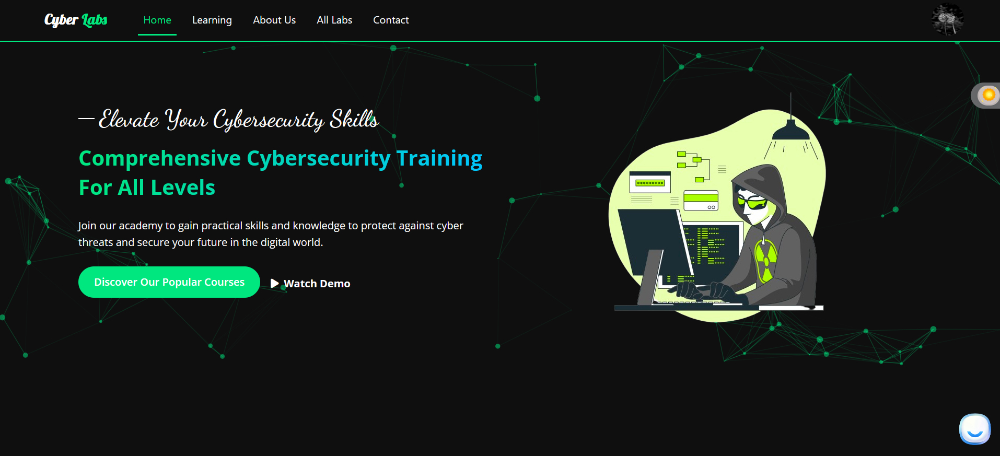 Cyber Labs
Home
Learning
About Us
All Labs
Contact
Elevate Your Cybersecurity Skills
Comprehensive Cybersecurity Training
For All Levels
Join our academy to gain practical skills and knowledge to protect against cyber
threats and secure your future in the digital world.
Discover Our Popular Courses
Watch Demo
*********